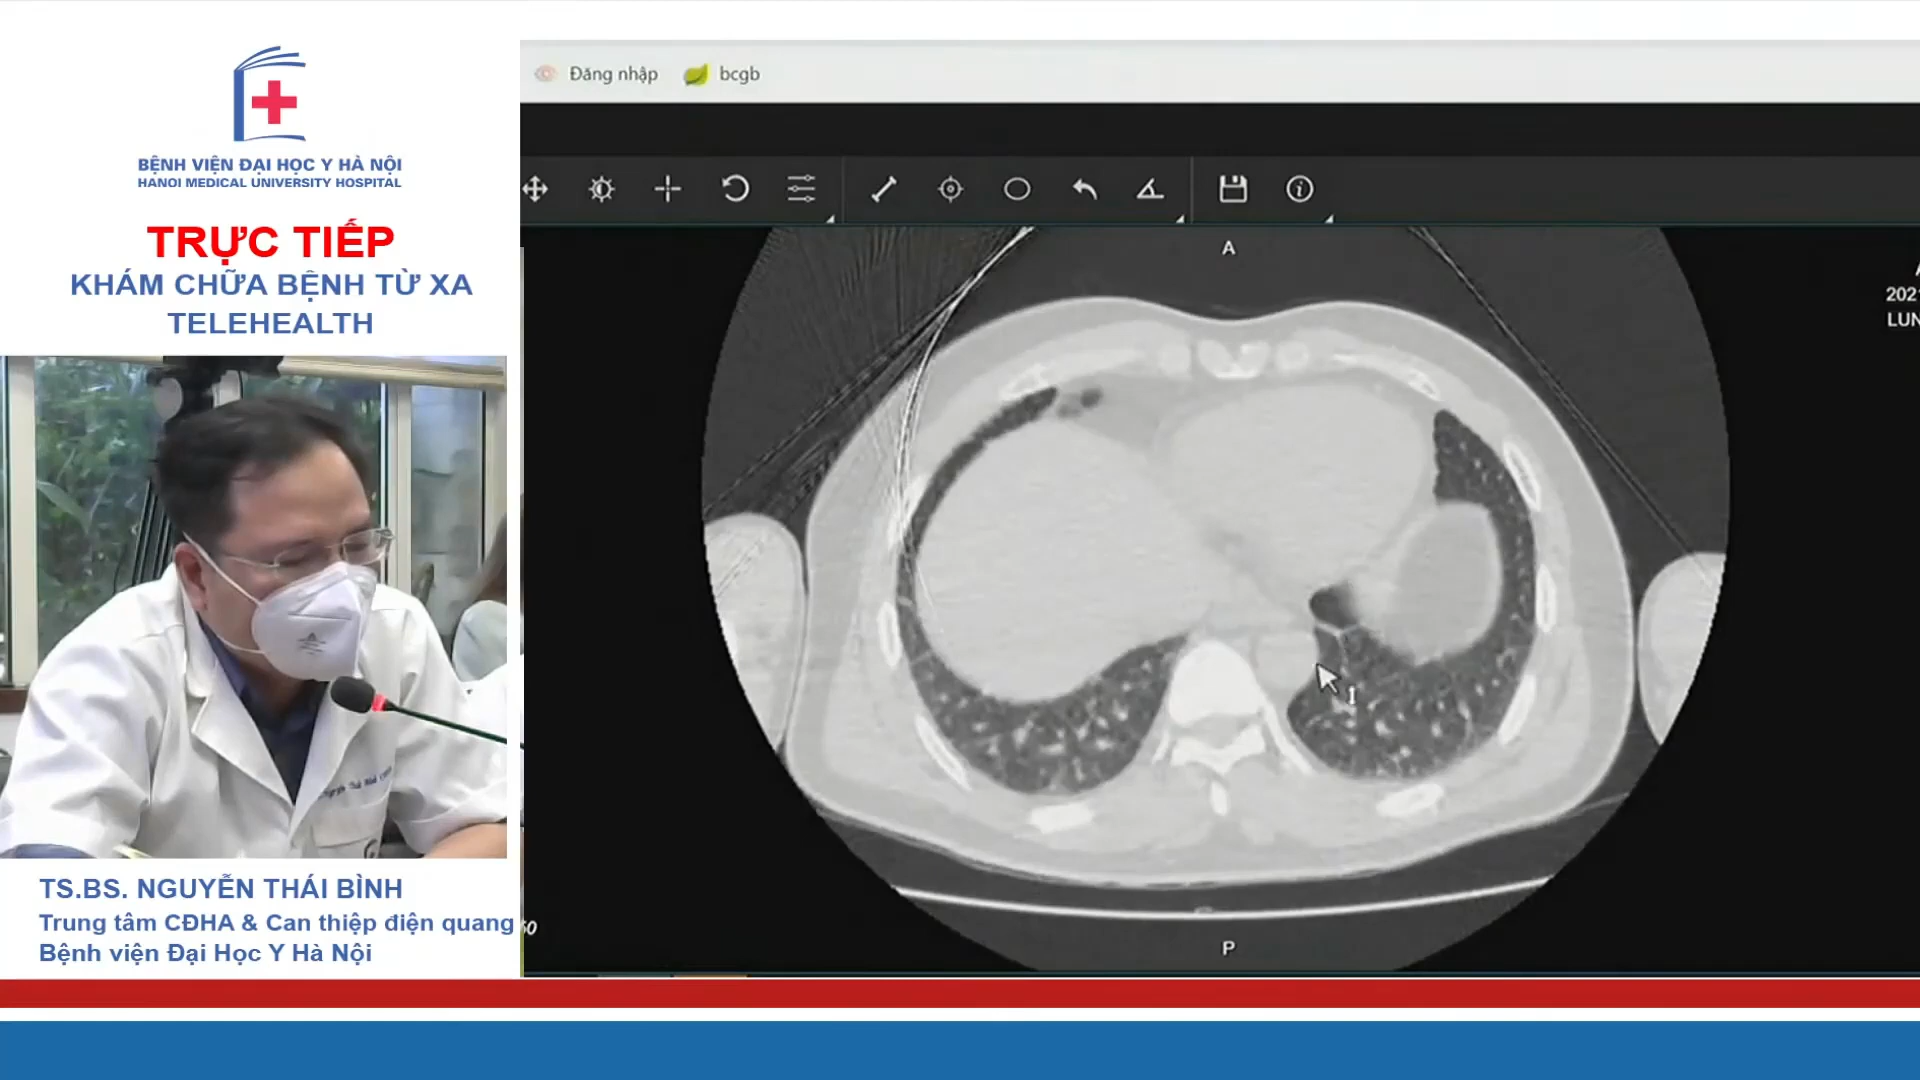 BỆNH VIỆN ĐẠI HỌC Y HÀ NỘI
HANOI MEDICAL UNIVERSITY HOSPITAL
TRỰC TIẾP
KHÁM CHỮA BỆNH TỪ XA
TELEHEALTH
TS.BS. NGUYỄN THÁI BÌNH
Trung tâm CĐHA & Can thiệp điện quang
Bệnh viện Đại Học Y Hà Nội
Đăng nhập bcgb
A
202
LUN
P